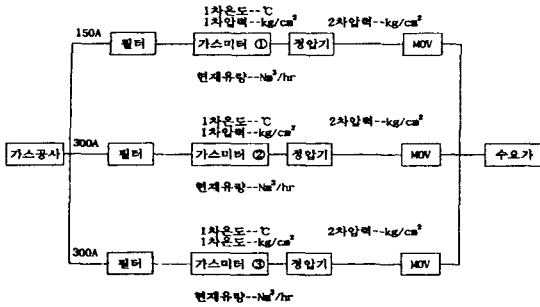 1차온도--℃
1차압력--kg/cm² 2차압력--kg/cm²
150A 필터 가스미터 ① 정압기 MOV
현재유량--Nm³/hr
1차온도--℃ 2차압력--kg/cm²
1차압력--kg/cm²
300A
가스공사 필터 가스미터 ② 정압기 MOV 수요가
현재유량--Nm³/hr
1차온도--℃ 2차압력--kg/cm²
1차온도--kg/cm²
300A
필터 가스미터 ③ 정압기 MOV
현재유량--Nm³/hr